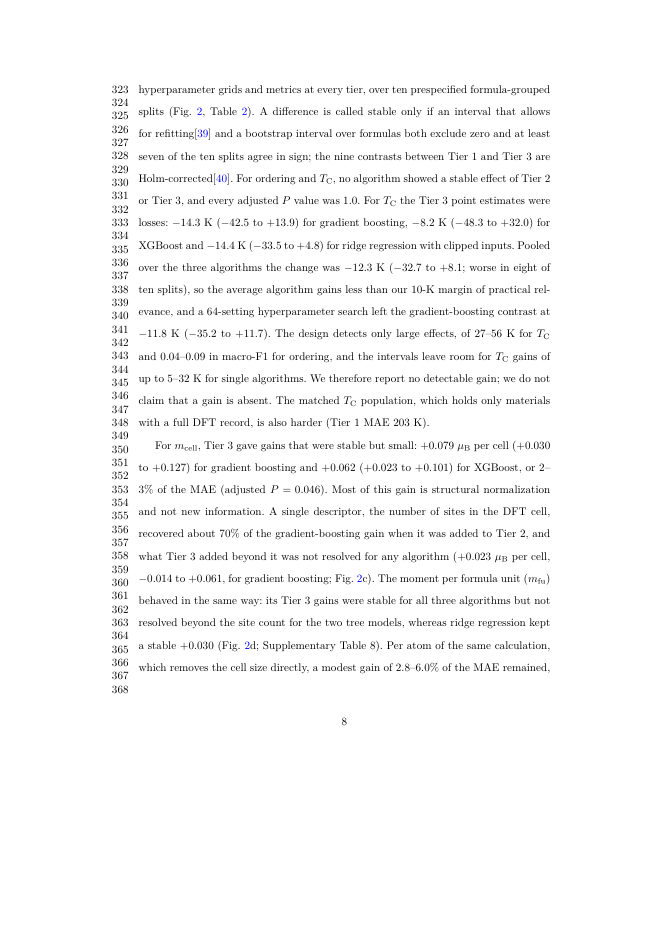 323 hyperparameter grids and metrics at every tier, over ten prespecified formula-grouped
324
325 splits (Fig. 2, Table 2). A difference is called stable only if an interval that allows
326 for refitting[39] and a bootstrap interval over formulas both exclude zero and at least
327
328 seven of the ten splits agree in sign; the nine contrasts between Tier 1 and Tier 3 are
329
330 Holm-corrected[40]. For ordering and T_C, no algorithm showed a stable effect of Tier 2
331 or Tier 3, and every adjusted P value was 1.0. For T_C the Tier 3 point estimates were
332
333 losses: −14.3 K (−42.5 to +13.9) for gradient boosting, −8.2 K (−48.3 to +32.0) for
334
335 XGBoost and −14.4 K (−33.5 to +4.8) for ridge regression with clipped inputs. Pooled
336 over the three algorithms the change was −12.3 K (−32.7 to +8.1; worse in eight of
337
338 ten splits), so the average algorithm gains less than our 10-K margin of practical rel-
339
340 evance, and a 64-setting hyperparameter search left the gradient-boosting contrast at
341 −11.8 K (−35.2 to +11.7). The design detects only large effects, of 27–56 K for T_C
342
343 and 0.04–0.09 in macro-F1 for ordering, and the intervals leave room for T_C gains of
344
345 up to 5–32 K for single algorithms. We therefore report no detectable gain; we do not
346 claim that a gain is absent. The matched T_C population, which holds only materials
347
348 with a full DFT record, is also harder (Tier 1 MAE 203 K).
349
350 For m_cell, Tier 3 gave gains that were stable but small: +0.079 μ_B per cell (+0.030
351 to +0.127) for gradient boosting and +0.062 (+0.023 to +0.101) for XGBoost, or 2–
352
353 3% of the MAE (adjusted P = 0.046). Most of this gain is structural normalization
354
355 and not new information. A single descriptor, the number of sites in the DFT cell,
356 recovered about 70% of the gradient-boosting gain when it was added to Tier 2, and
357
358 what Tier 3 added beyond it was not resolved for any algorithm (+0.023 μ_B per cell,
359
360 −0.014 to +0.061, for gradient boosting; Fig. 2c). The moment per formula unit (m_fu)
361 behaved in the same way: its Tier 3 gains were stable for all three algorithms but not
362
363 resolved beyond the site count for the two tree models, whereas ridge regression kept
364
365 a stable +0.030 (Fig. 2d; Supplementary Table 8). Per atom of the same calculation,
366 which removes the cell size directly, a modest gain of 2.8–6.0% of the MAE remained,
367
368
8